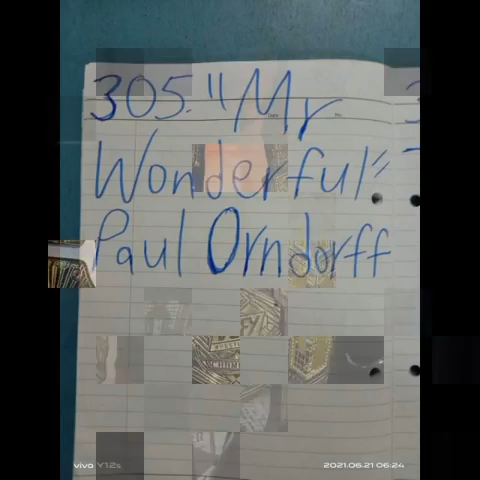 305. "Mr
Wonderful"
Paul Orndorff
vivo Y12s
2021.06.21 06:24